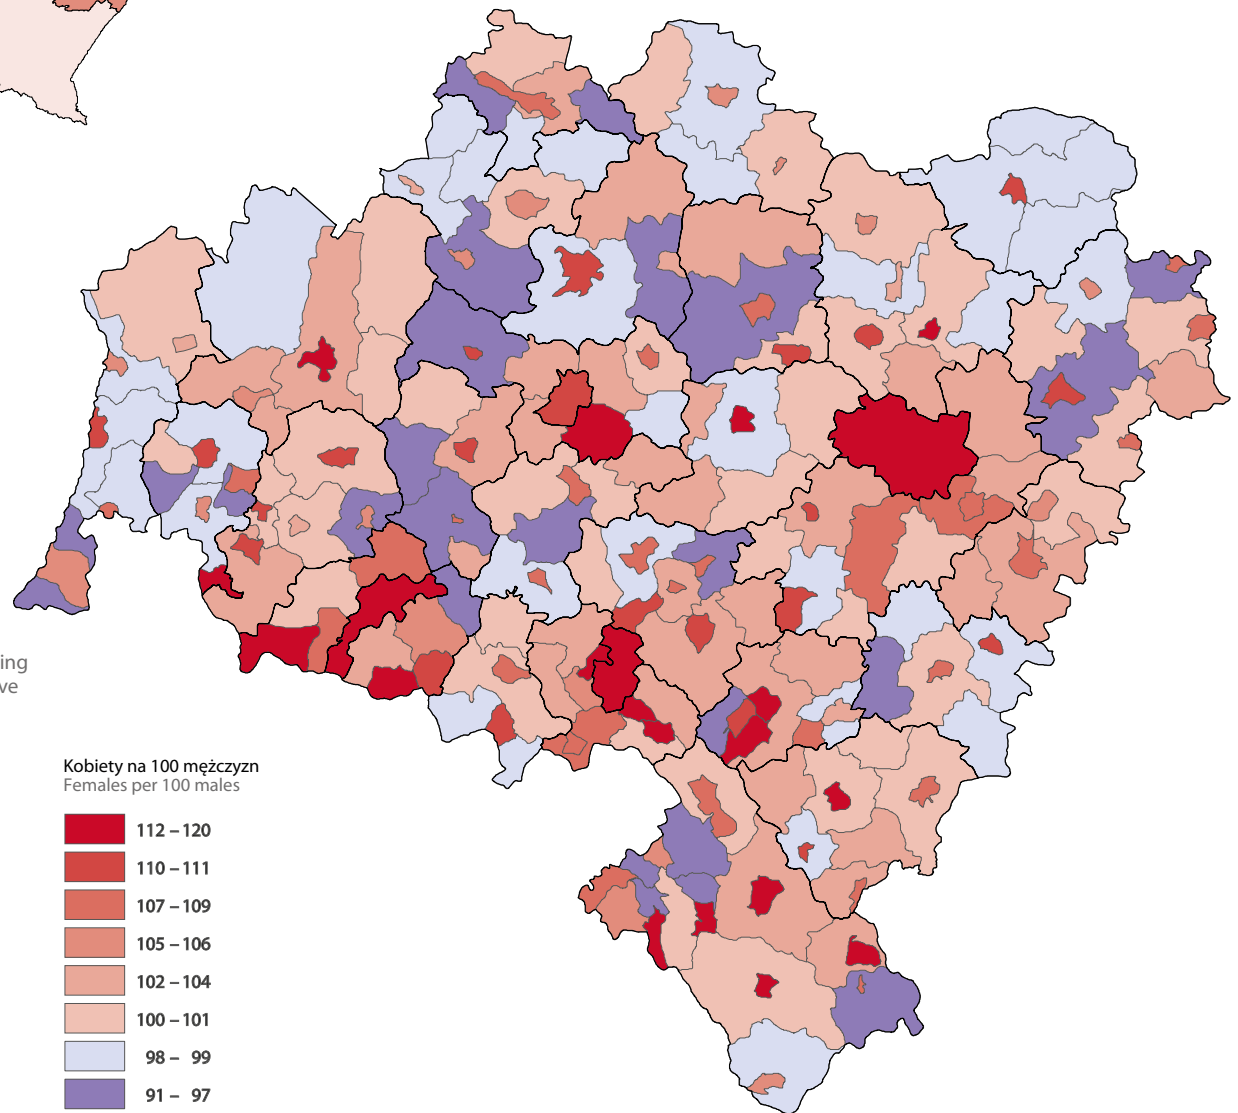 ing
ve
Kobiety na 100 mężczyzn
Females per 100 males
112 – 120
110 – 111
107 – 109
105 – 106
102 – 104
100 – 101
98 – 99
91 – 97